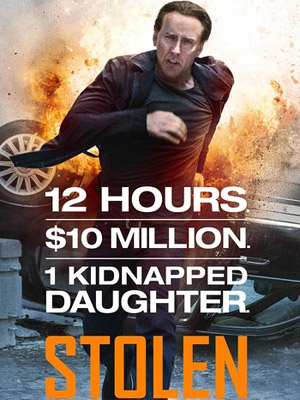 12 HOURS.
$10 MILLION.
1 KIDNAPPED
DAUGHTER.
STOLEN